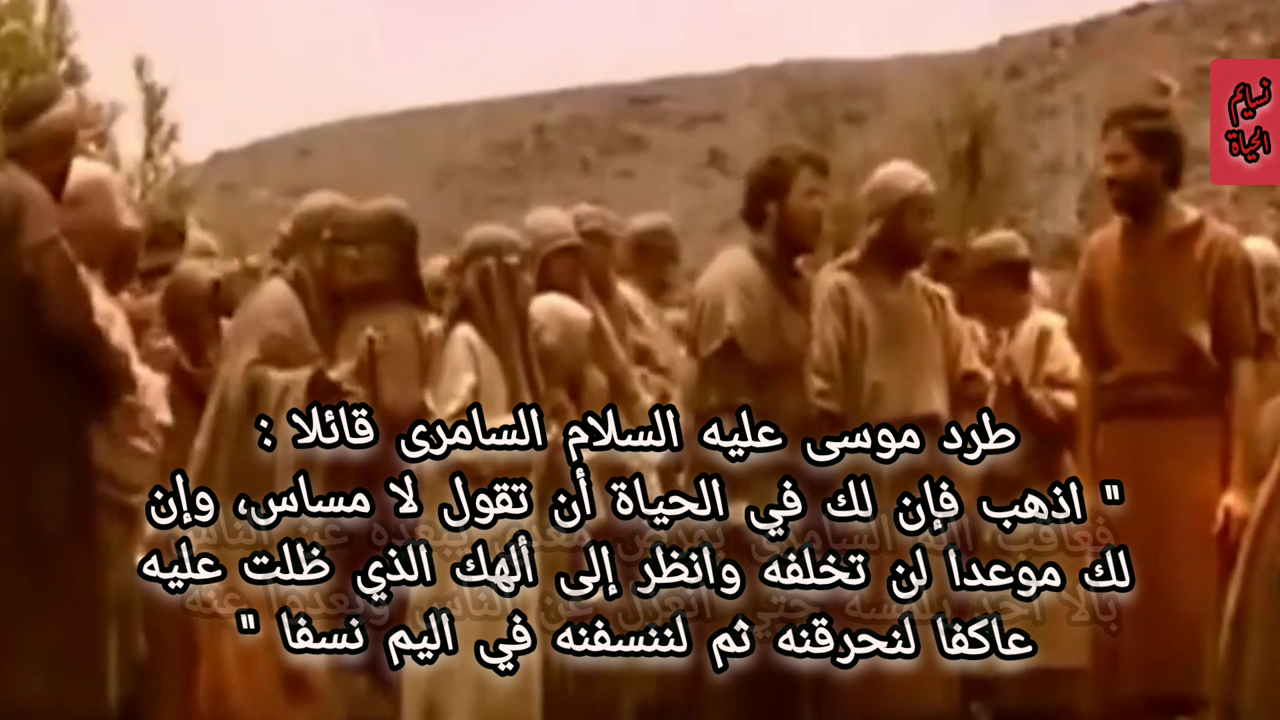 نسايم
الحياة
طرد موسى عليه السلام السامرى قائلا :
" اذهب فإن لك في الحياة أن تقول لا مساس، وإن
لك موعدا لن تخلفه وانظر إلى ألهك الذي ظلت عليه
عاكفا لنحرقنه ثم لننسفنه في اليم نسفا "